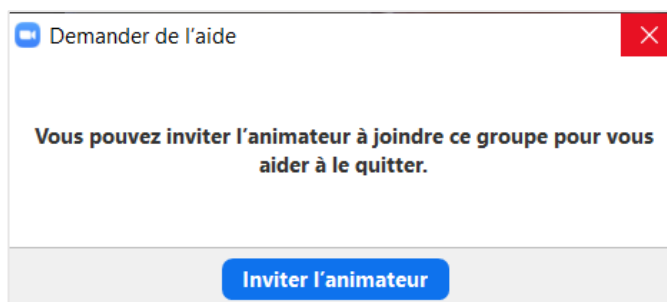 Demander de l'aide
Vous pouvez inviter l'animateur à joindre ce groupe pour vous
aider à le quitter.
Inviter l'animateur